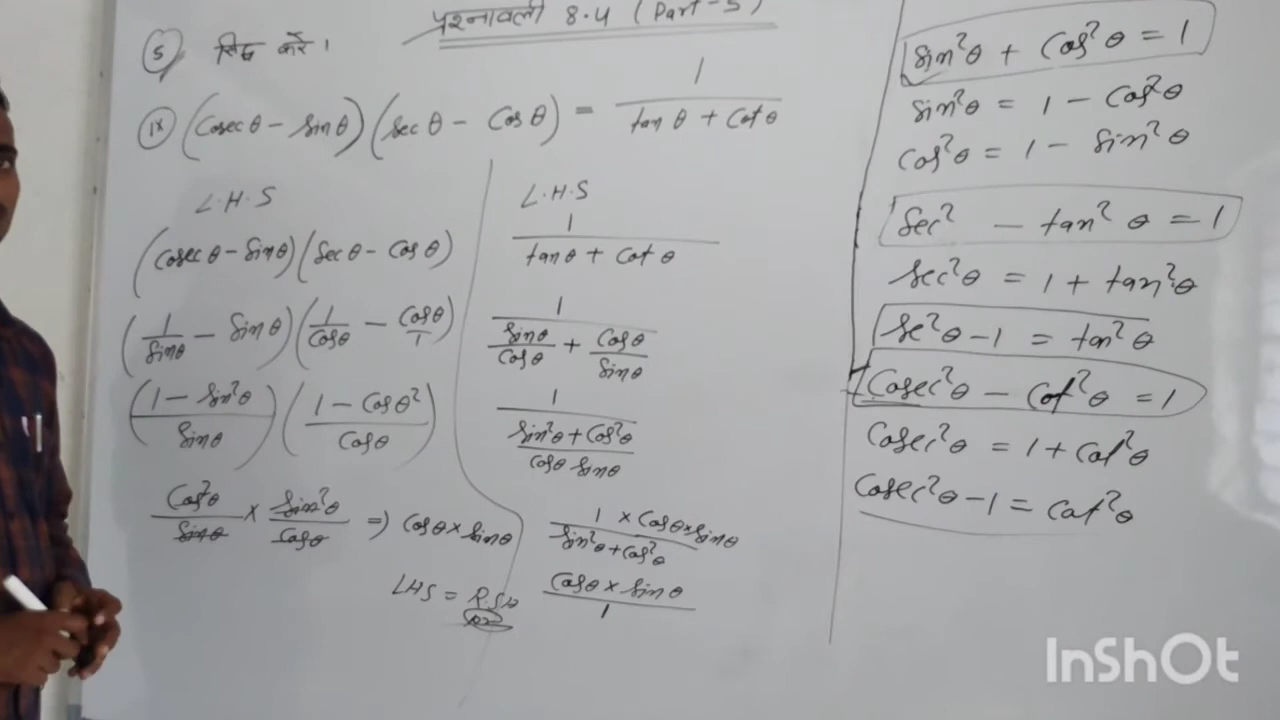 प्रश्नावली 8.4 (Part-5)
(5) सिद्ध करें।
(ix) (Cosec θ - sin θ) (sec θ - Cos θ) = 1 / (tan θ + Cot θ)
L.H.S
(Cosec θ - sin θ) (sec θ - Cos θ)
(1/sin θ - sin θ) (1/Cos θ - Cos θ/1)
((1 - sin²θ)/sin θ) ((1 - Cos θ²)/Cos θ)
Cos²θ/sin θ × sin²θ/Cos θ ⇒ Cos θ × sin θ
LHS = R.S.H
L.H.S
1 / (tan θ + Cot θ)
1 / (sin θ/Cos θ + Cos θ/sin θ)
1 / ((sin²θ + Cos²θ)/(Cos θ sin θ))
(1 × Cos θ × sin θ)/(sin²θ + Cos²θ)
(Cos θ × sin θ)/1
sin²θ + Cos²θ = 1
sin²θ = 1 - Cos²θ
Cos²θ = 1 - sin²θ
Sec² - tan²θ = 1
sec²θ = 1 + tan²θ
Se²θ - 1 = tan²θ
Cosec²θ - Cot²θ = 1
Cosec²θ = 1 + Cot²θ
Cosec²θ - 1 = Cot²θ
InShOt